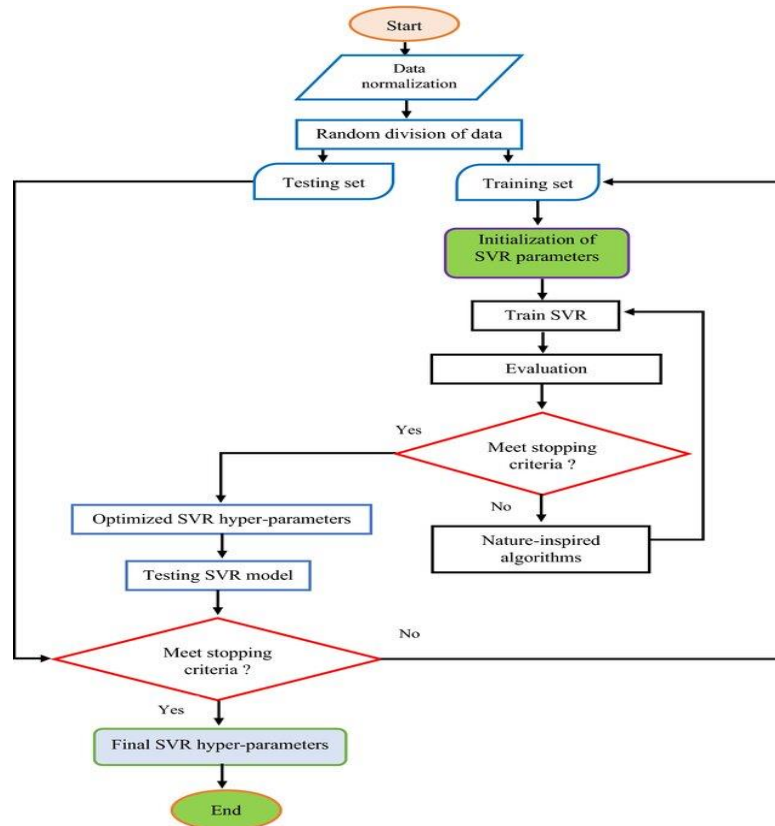 Start
Data
normalization
Random division of data
Testing set
Training set
Initialization of
SVR parameters
Train SVR
Evaluation
Yes
Meet stopping
criteria ?
No
Optimized SVR hyper-parameters
Nature-inspired
algorithms
Testing SVR model
No
Meet stopping
criteria ?
Yes
Final SVR hyper-parameters
End